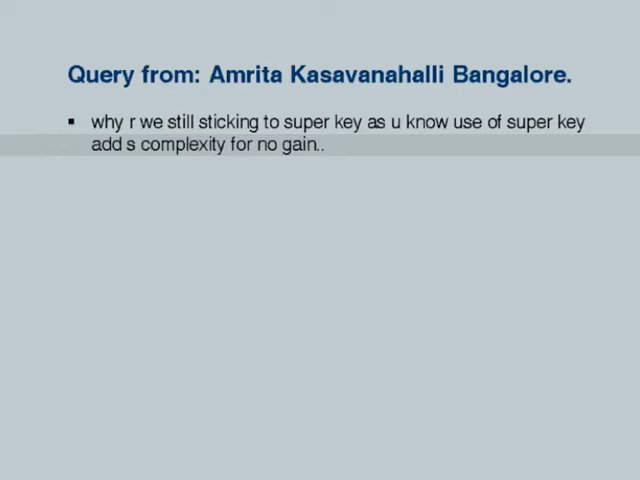 Query from: Amrita Kasavanahalli Bangalore.
▪ why r we still sticking to super key as u know use of super key
add s complexity for no gain..